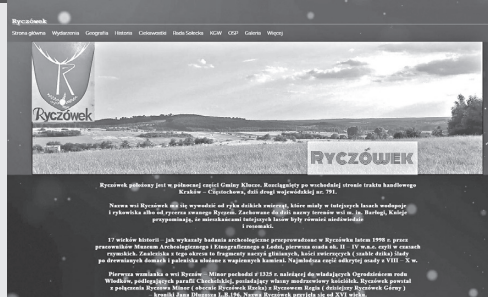 Ryczówek
Strona główna Wydarzenia Geografia Historia Ciekawostki Rada Sołecka KGW OSP Galeria Więcej
Ryczówek
RYCZÓWEK
Ryczówek położony jest w północnej części Gminy Klucze. Rozciągnięty po wschodniej stronie traktu handlowego
Kraków – Częstochowa, dziś drogi wojewódzkiej nr. 791.
Nazwa wsi Ryczówek ma się wywodzić od ryku dzikich zwierząt, które miały w tutejszych lasach wodopoje
i rykowiska albo od rycerza zwanego Ryczem. Zachowane do dziś nazwy terenów wsi m. in. Barłogi, Kaleje
przypominają, że mieszkańcami tutejszych lasów były również niedźwiedzie
i rosomaki.
17 wieków historii – jak wykazały badania archeologiczne przeprowadzone w Ryczówku latem 1998 r. przez
pracowników Muzeum Archeologicznego i Etnograficznego z Łodzi, pierwsza osada ok. II – IV w.n.e. czyli w czasach
rzymskich. Znaleziska z tego okresu to fragmenty naczyń glinianych, kości zwierzęcych ( szable dzika) ślady
po drewnianych domach i paleniska ułożone z wapiennych kamieni. Najmłodsza część odkrytej osady z VIII – X w.
Pierwsza wzmianka o wsi Ryczów – Minor pochodzi z 1325 r. należącej do władających Ogrodzieńcem rodu
Włodków, podlegających parafii Chechelskiej, posiadający własny modrzewiowy kościółek. Ryczówek powstał
z połączenia Ryczowa Minor ( obecnie Ryczówek Rzeka) z Ryczowem Regia ( dzisiejszy Ryczówek Górny )
– kroniki Jana Długosza L.B.196. Nazwa Ryczówek przyjęła się od XVI wieku.